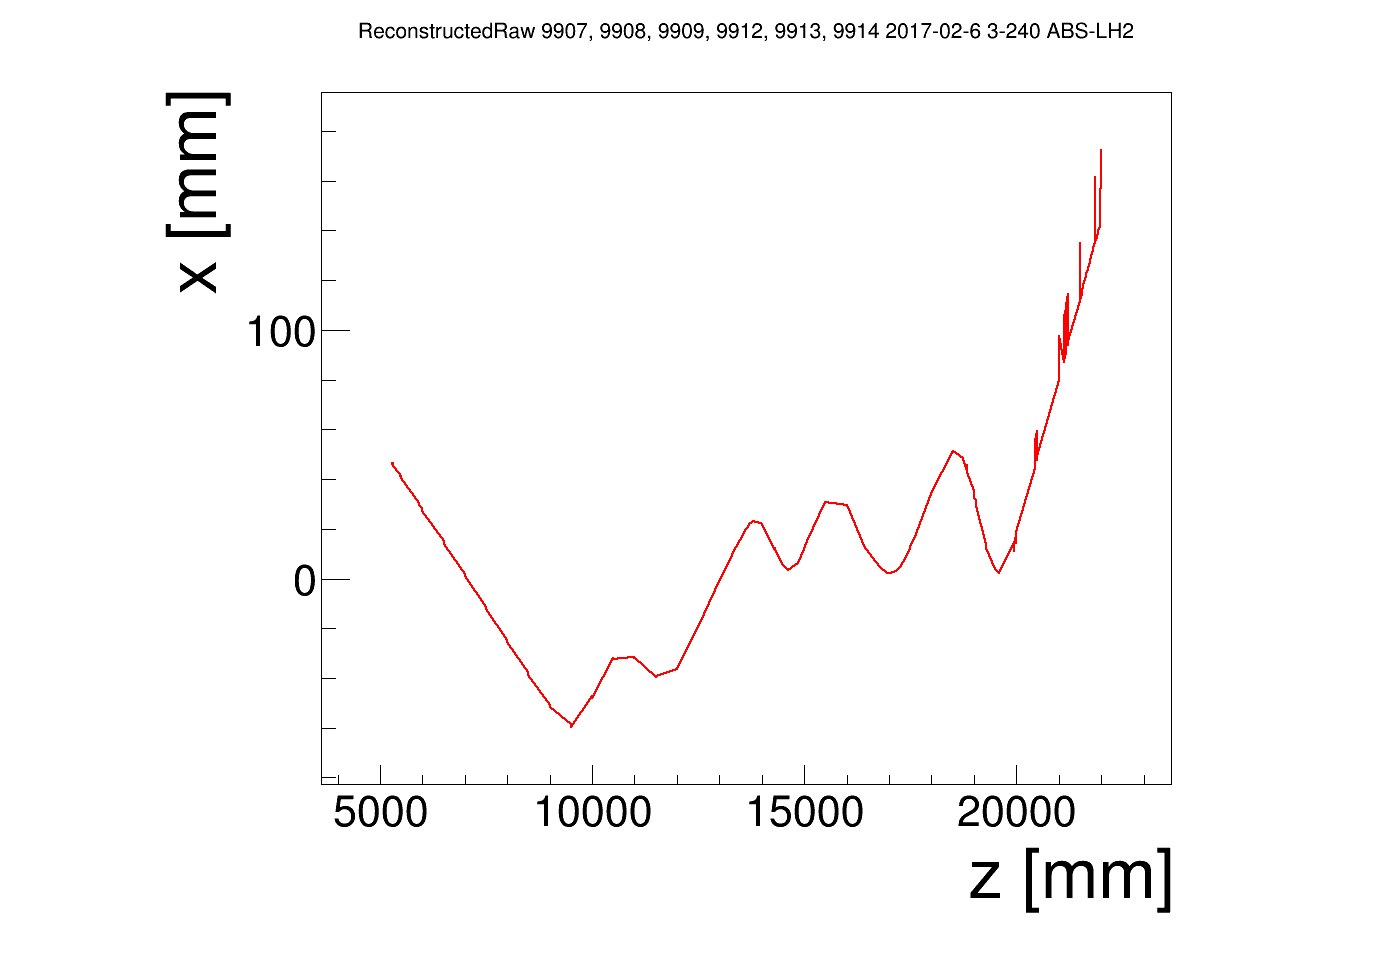 ReconstructedRaw 9907, 9908, 9909, 9912, 9913, 9914 2017-02-6 3-240 ABS-LH2
x [mm]
100
0
5000 10000 15000 20000
z [mm]